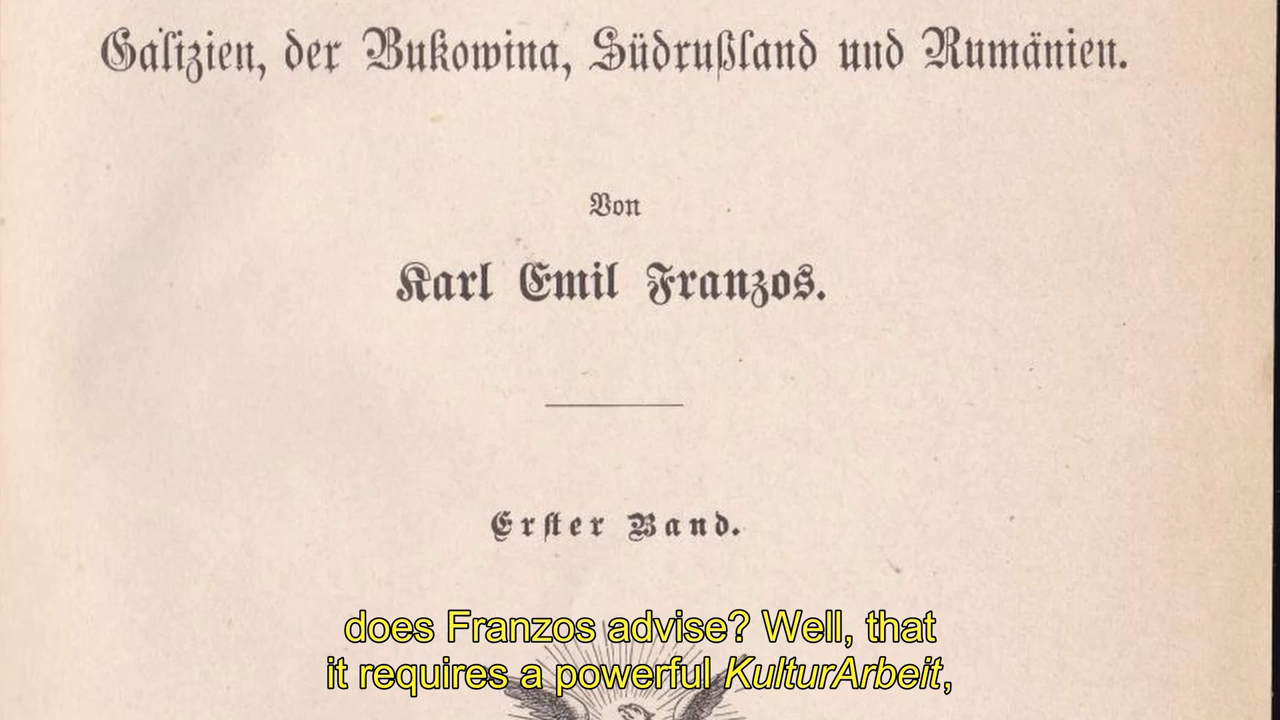 Galizien, der Bukowina, Südrußland und Rumänien.
Von
Karl Emil Franzos.
Erster Band.
does Franzos advise? Well, that
it requires a powerful KulturArbeit,